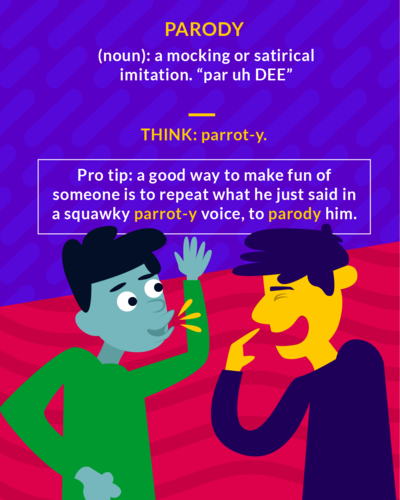 PARODY
(noun): a mocking or satirical
imitation. “par uh DEE”
THINK: parrot-y.
Pro tip: a good way to make fun of
someone is to repeat what he just said in
a squawky parrot-y voice, to parody him.